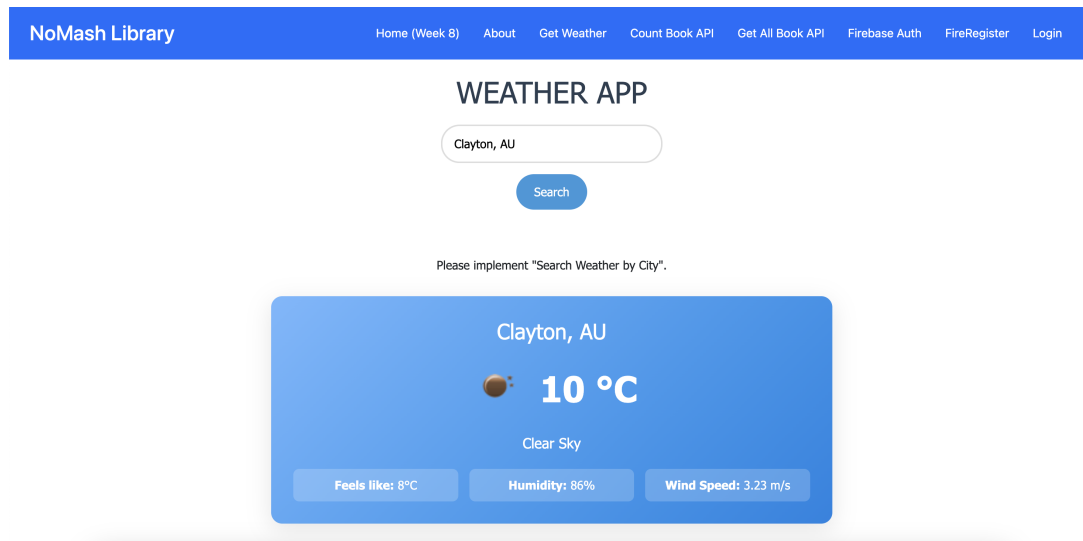 NoMash Library Home (Week 8) About Get Weather Count Book API Get All Book API Firebase Auth FireRegister Login
WEATHER APP
Clayton, AU
Search
Please implement "Search Weather by City".
Clayton, AU
10 °C
Clear Sky
Feels like: 8°C Humidity: 86% Wind Speed: 3.23 m/s